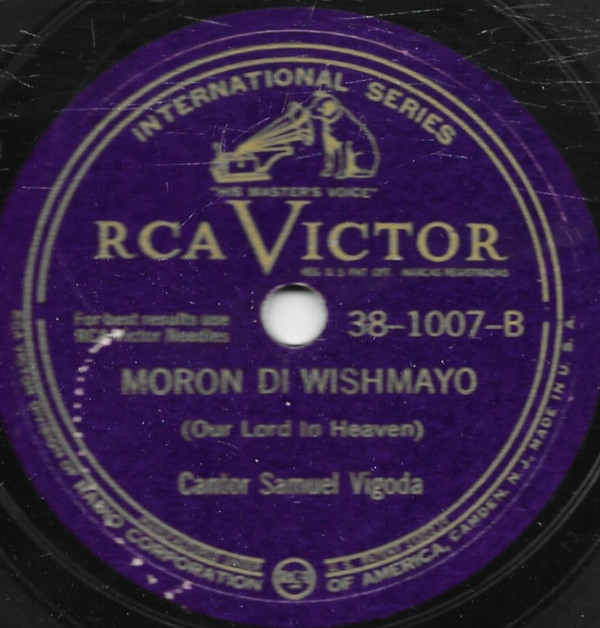 INTERNATIONAL SERIES
"HIS MASTER'S VOICE"
RCA VICTOR
REG. U.S. PAT. OFF. MARCAS REGISTRADAS
For best results use
RCA Victor Needles
38-1007-B
MORON DI WISHMAYO
(Our Lord In Heaven)
Cantor Samuel Vigoda
RCA VICTOR DIVISION OF RADIO CORPORATION OF AMERICA, CAMDEN, N.J. MADE IN U.S.A.
RCA